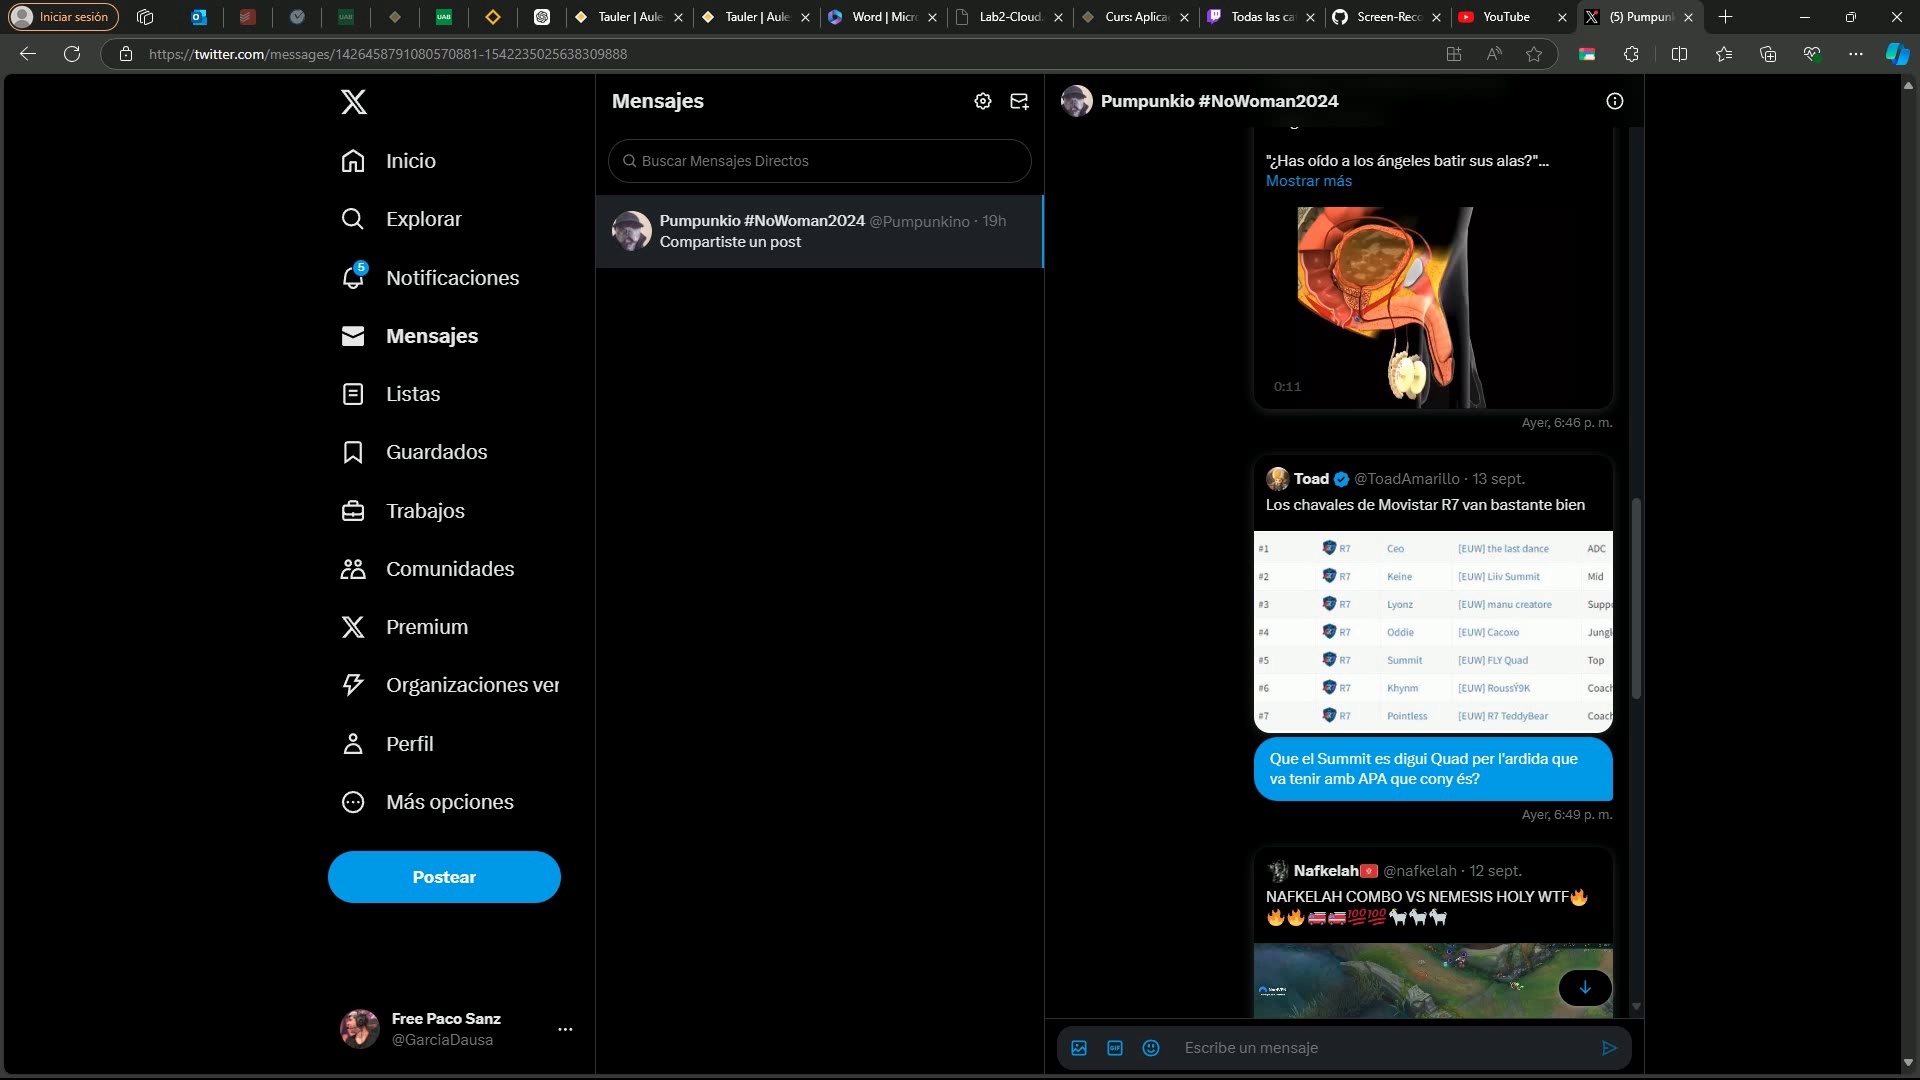 Iniciar sesión
Tauler | Aule
Tauler | Aule
Word | Micr
Lab2-Cloud.
Curs: Aplica
Todas las ca
Screen-Reco
YouTube
(5) Pumpun
https://twitter.com/messages/1426458791080570881-1542235025638309888
Inicio
Explorar
5
Notificaciones
Mensajes
Listas
Guardados
Trabajos
Comunidades
Premium
Organizaciones ver
Perfil
Más opciones
Postear
Free Paco Sanz
@GarciaDausa
Mensajes
Buscar Mensajes Directos
Pumpunkio #NoWoman2024 @Pumpunkino · 19h
Compartiste un post
Pumpunkio #NoWoman2024
"¿Has oído a los ángeles batir sus alas?"...
Mostrar más
0:11
Ayer, 6:46 p. m.
Toad @ToadAmarillo · 13 sept.
Los chavales de Movistar R7 van bastante bien
#1 R7 Ceo [EUW] the last dance ADC
#2 R7 Keine [EUW] Liiv Summit Mid
#3 R7 Lyonz [EUW] manu creatore Supp
#4 R7 Oddie [EUW] Cacoxo Jungl
#5 R7 Summit [EUW] FLY Quad Top
#6 R7 Khynm [EUW] RoussÝ9K Coach
#7 R7 Pointless [EUW] R7 TeddyBear Coach
Que el Summit es digui Quad per l'ardida que
va tenir amb APA que cony és?
Ayer, 6:49 p. m.
Nafkelah @nafkelah · 12 sept.
NAFKELAH COMBO VS NEMESIS HOLY WTF🔥
🔥🔥🚒🚒💯💯🐐🐐🐐
GIF
Escribe un mensaje